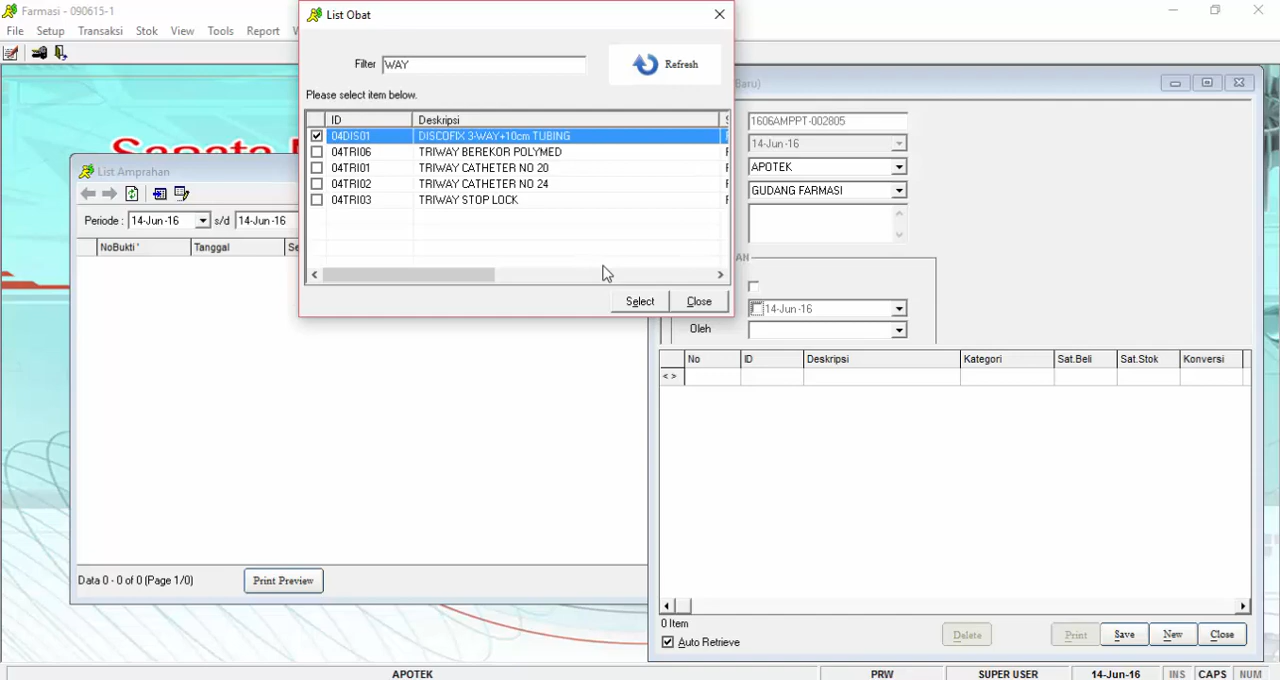 Farmasi - 090615-1
File Setup Transaksi Stok View Tools Report
List Obat
Filter WAY
Refresh
Please select item below.
ID Deskripsi
04DIS01 DISCOFIX 3-WAY+10cm TUBING
04TRI06 TRIWAY BEREKOR POLYMED
04TRI01 TRIWAY CATHETER NO 20
04TRI02 TRIWAY CATHETER NO 24
04TRI03 TRIWAY STOP LOCK
Select Close
List Amprahan
Periode : 14-Jun-16 s/d 14-Jun-16
NoBukti Tanggal
Data 0 - 0 of 0 (Page 1/0)
Print Preview
Baru)
1606AMPPT-002805
14-Jun-16
APOTEK
GUDANG FARMASI
AN
14-Jun-16
Oleh
No ID Deskripsi Kategori Sat.Beli Sat.Stok Konversi
< >
0 Item
Auto Retrieve
Delete Print Save New Close
APOTEK PRW SUPER USER 14-Jun-16 INS CAPS NUM